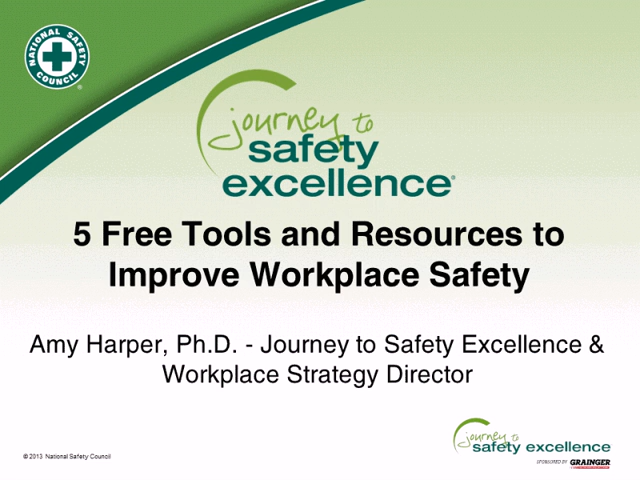 NATIONAL SAFETY COUNCIL
®
journey to
safety
excellence®
5 Free Tools and Resources to
Improve Workplace Safety
Amy Harper, Ph.D. - Journey to Safety Excellence &
Workplace Strategy Director
journey to
safety excellence
SPONSORED BY GRAINGER
© 2013 National Safety Council